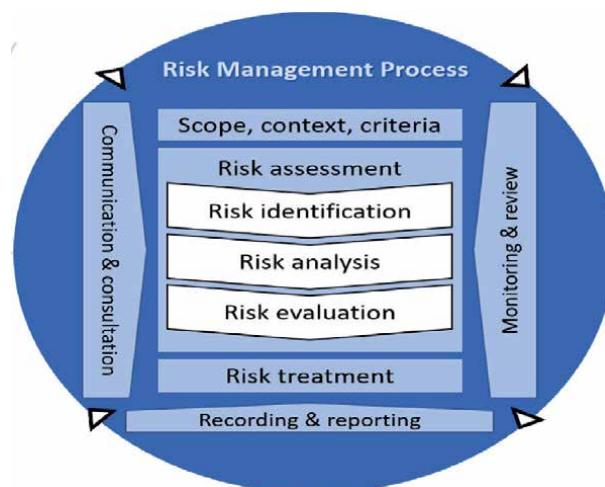 Risk Management Process
Scope, context, criteria
Risk assessment
Risk identification
Risk analysis
Risk evaluation
Risk treatment
Communication & consultation
Monitoring & review
Recording & reporting